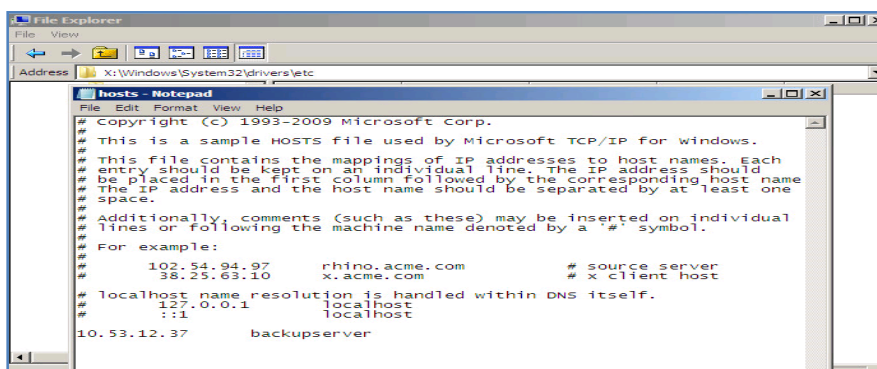 File Explorer
File View
Address X:\Windows\System32\drivers\etc
hosts - Notepad
File Edit Format View Help
# Copyright (c) 1993-2009 Microsoft Corp.
#
# This is a sample HOSTS file used by Microsoft TCP/IP for Windows.
#
# This file contains the mappings of IP addresses to host names. Each
# entry should be kept on an individual line. The IP address should
# be placed in the first column followed by the corresponding host name
# The IP address and the host name should be separated by at least one
# space.
#
# Additionally, comments (such as these) may be inserted on individual
# lines or following the machine name denoted by a '#' symbol.
#
# For example:
#
# 102.54.94.97 rhino.acme.com # source server
# 38.25.63.10 x.acme.com # x client host
# localhost name resolution is handled within DNS itself.
# 127.0.0.1 localhost
# ::1 localhost
10.53.12.37 backupserver